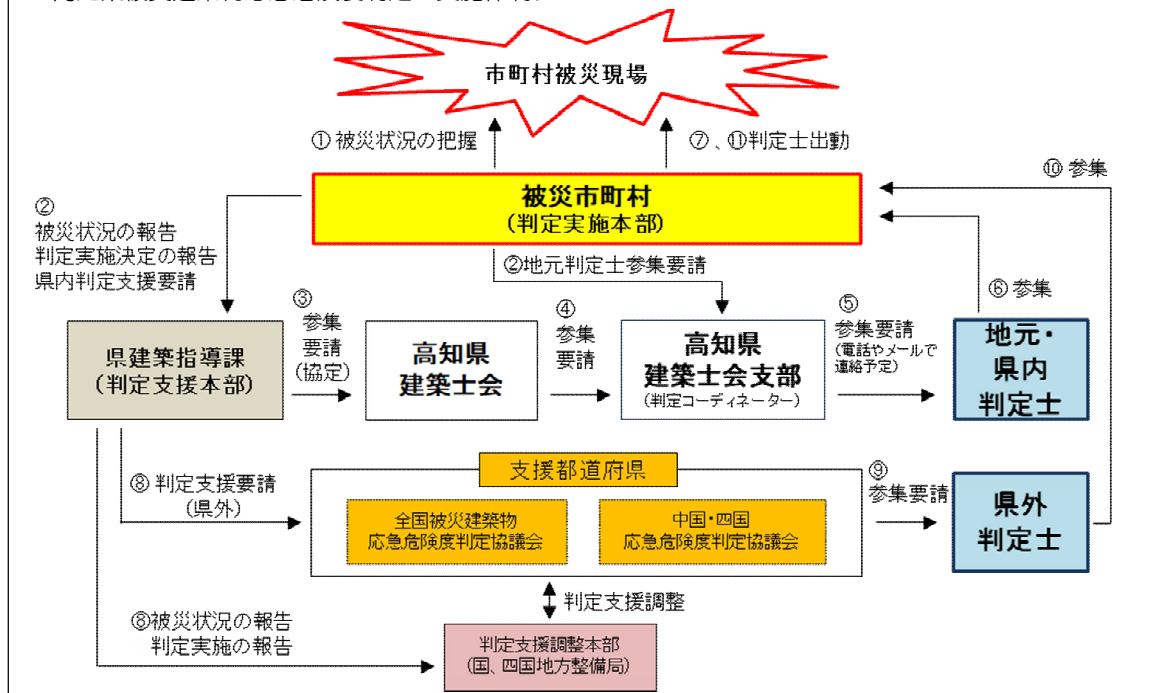 市町村被災現場
①被災状況の把握
⑦、⑪判定士出動
⑩参集
被災市町村
(判定実施本部)
②
被災状況の報告
判定実施決定の報告
県内判定支援要請
②地元判定士参集要請
⑥参集
③
参集
要請
(協定)
④
参集
要請
⑤
参集要請
(電話やメールで
連絡予定)
県建築指導課
(判定支援本部)
高知県
建築士会
高知県
建築士会支部
(判定コーディネーター)
地元・
県内
判定士
⑧判定支援要請
(県外)
支援都道府県
全国被災建築物
応急危険度判定協議会
中国・四国
応急危険度判定協議会
⑨
参集要請
県外
判定士
判定支援調整
⑧被災状況の報告
判定実施の報告
判定支援調整本部
(国、四国地方整備局)